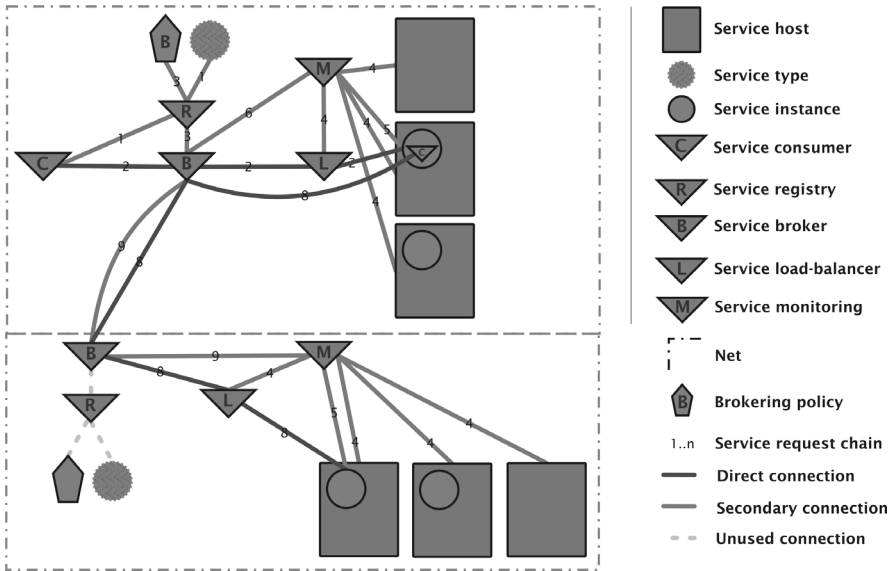 B
3
1
R
1
3
6
M
4
4
4
5
4
C
2
B
2
L
2
C
8
9
8
B
9
M
8
4
R
L
8
5
4
4
4
B
Service host
Service type
Service instance
C Service consumer
R Service registry
B Service broker
L Service load-balancer
M Service monitoring
Net
B Brokering policy
1..n Service request chain
Direct connection
Secondary connection
Unused connection